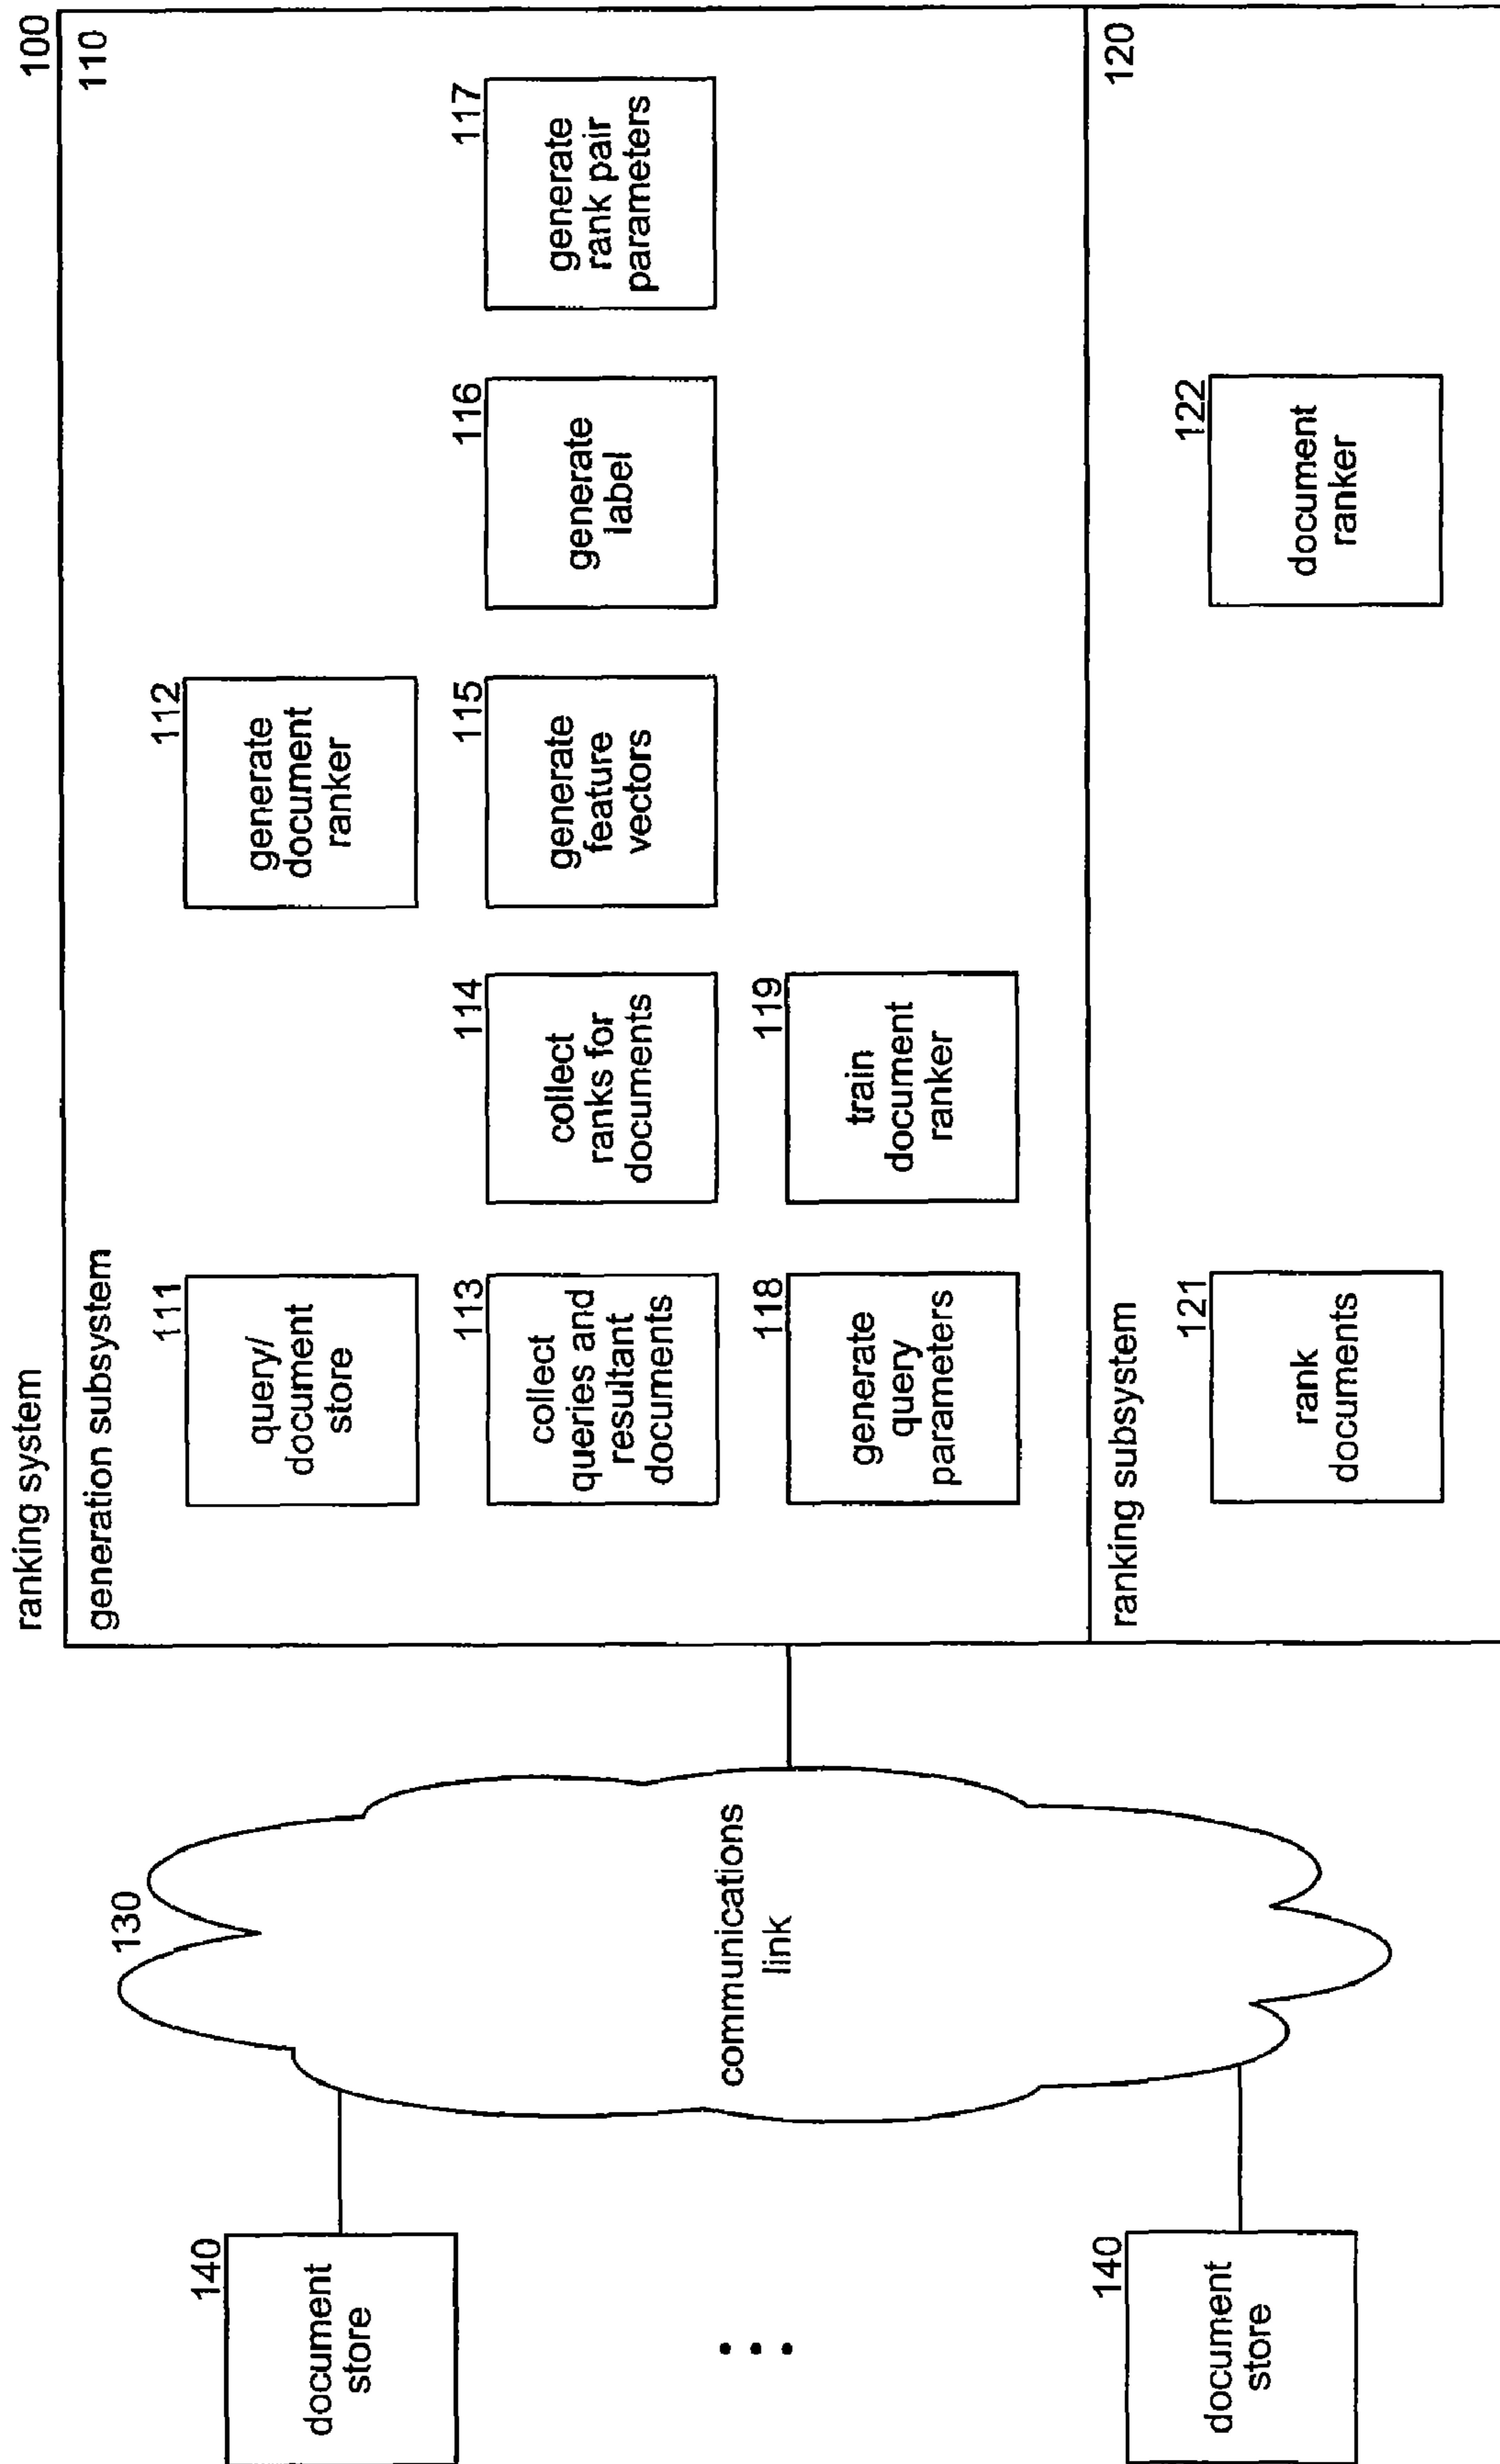 ranking system
100
generation subsystem
110
111
query/
document
store
112
generate
document
ranker
113
collect
queries and
resultant
documents
114
collect
ranks for
documents
115
generate
feature
vectors
116
generate
label
117
generate
rank pair
parameters
118
generate
query
parameters
119
train
document
ranker
ranking subsystem
120
121
rank
documents
122
document
ranker
130
communications
link
140
document
store
140
document
store